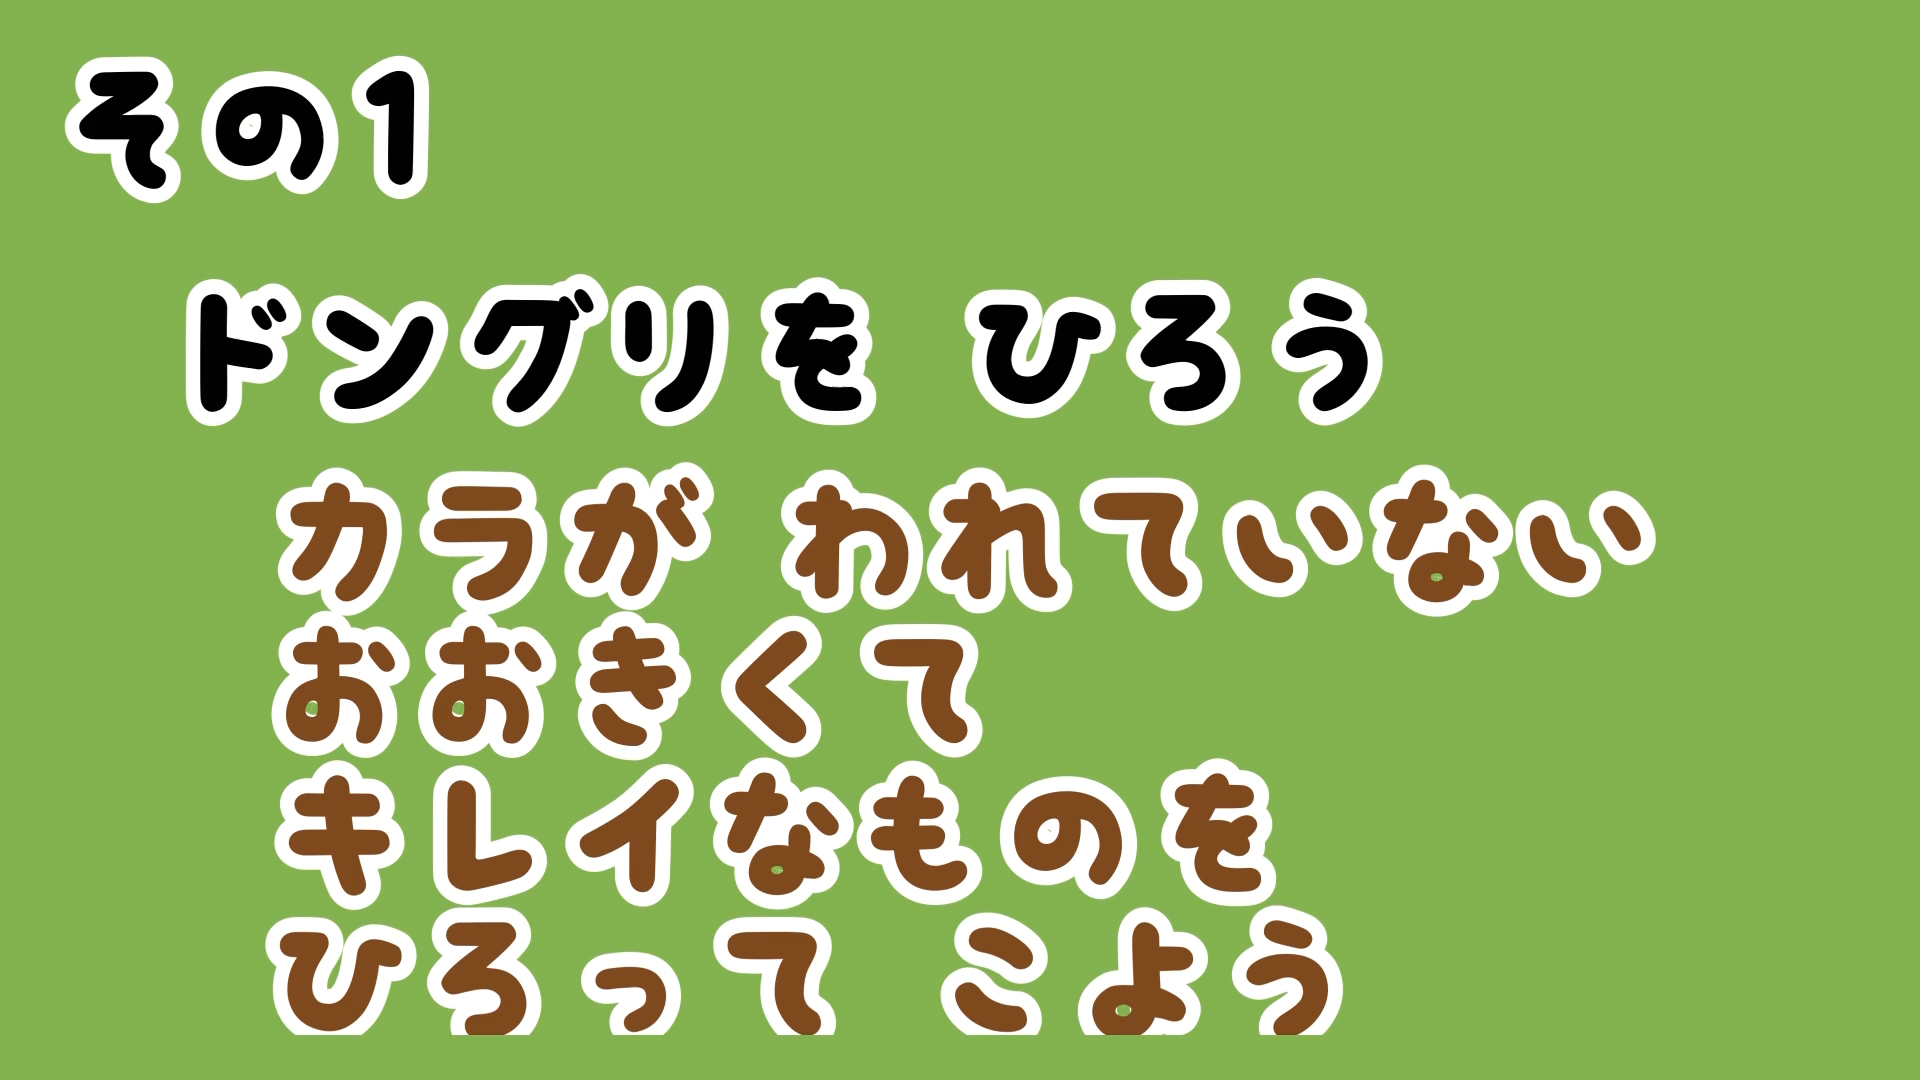 その1
ドングリを ひろう
カラが われていない
おおきくて
キレイなものを
ひろって こよう